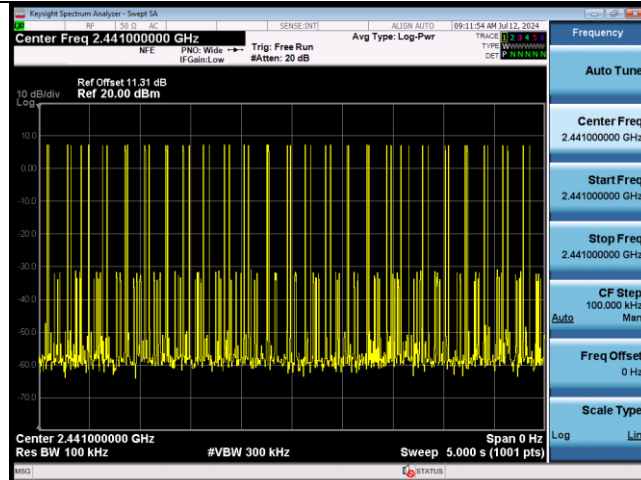 Keysight Spectrum Analyzer - Swept SA
RF 50 Ω AC SENSE:INT ALIGN AUTO 09:11:54 AM Jul 12, 2024
Center Freq 2.441000000 GHz
NFE PNO: Wide Trig: Free Run Avg Type: Log-Pwr TRACE 1 2 3 4 5 6
IFGain:Low #Atten: 20 dB TYPE WWWWWW
DET P N N N N N
Ref Offset 11.31 dB
10 dB/div Ref 20.00 dBm
Log
10.0
0.00
-10.0
-20.0
-30.0
-40.0
-50.0
-60.0
-70.0
Center 2.441000000 GHz Span 0 Hz
Res BW 100 kHz #VBW 300 kHz Sweep 5.000 s (1001 pts)
MSG STATUS
Frequency
Auto Tune
Center Freq
2.441000000 GHz
Start Freq
2.441000000 GHz
Stop Freq
2.441000000 GHz
CF Step
100.000 kHz
Auto Man
Freq Offset
0 Hz
Scale Type
Log Lin